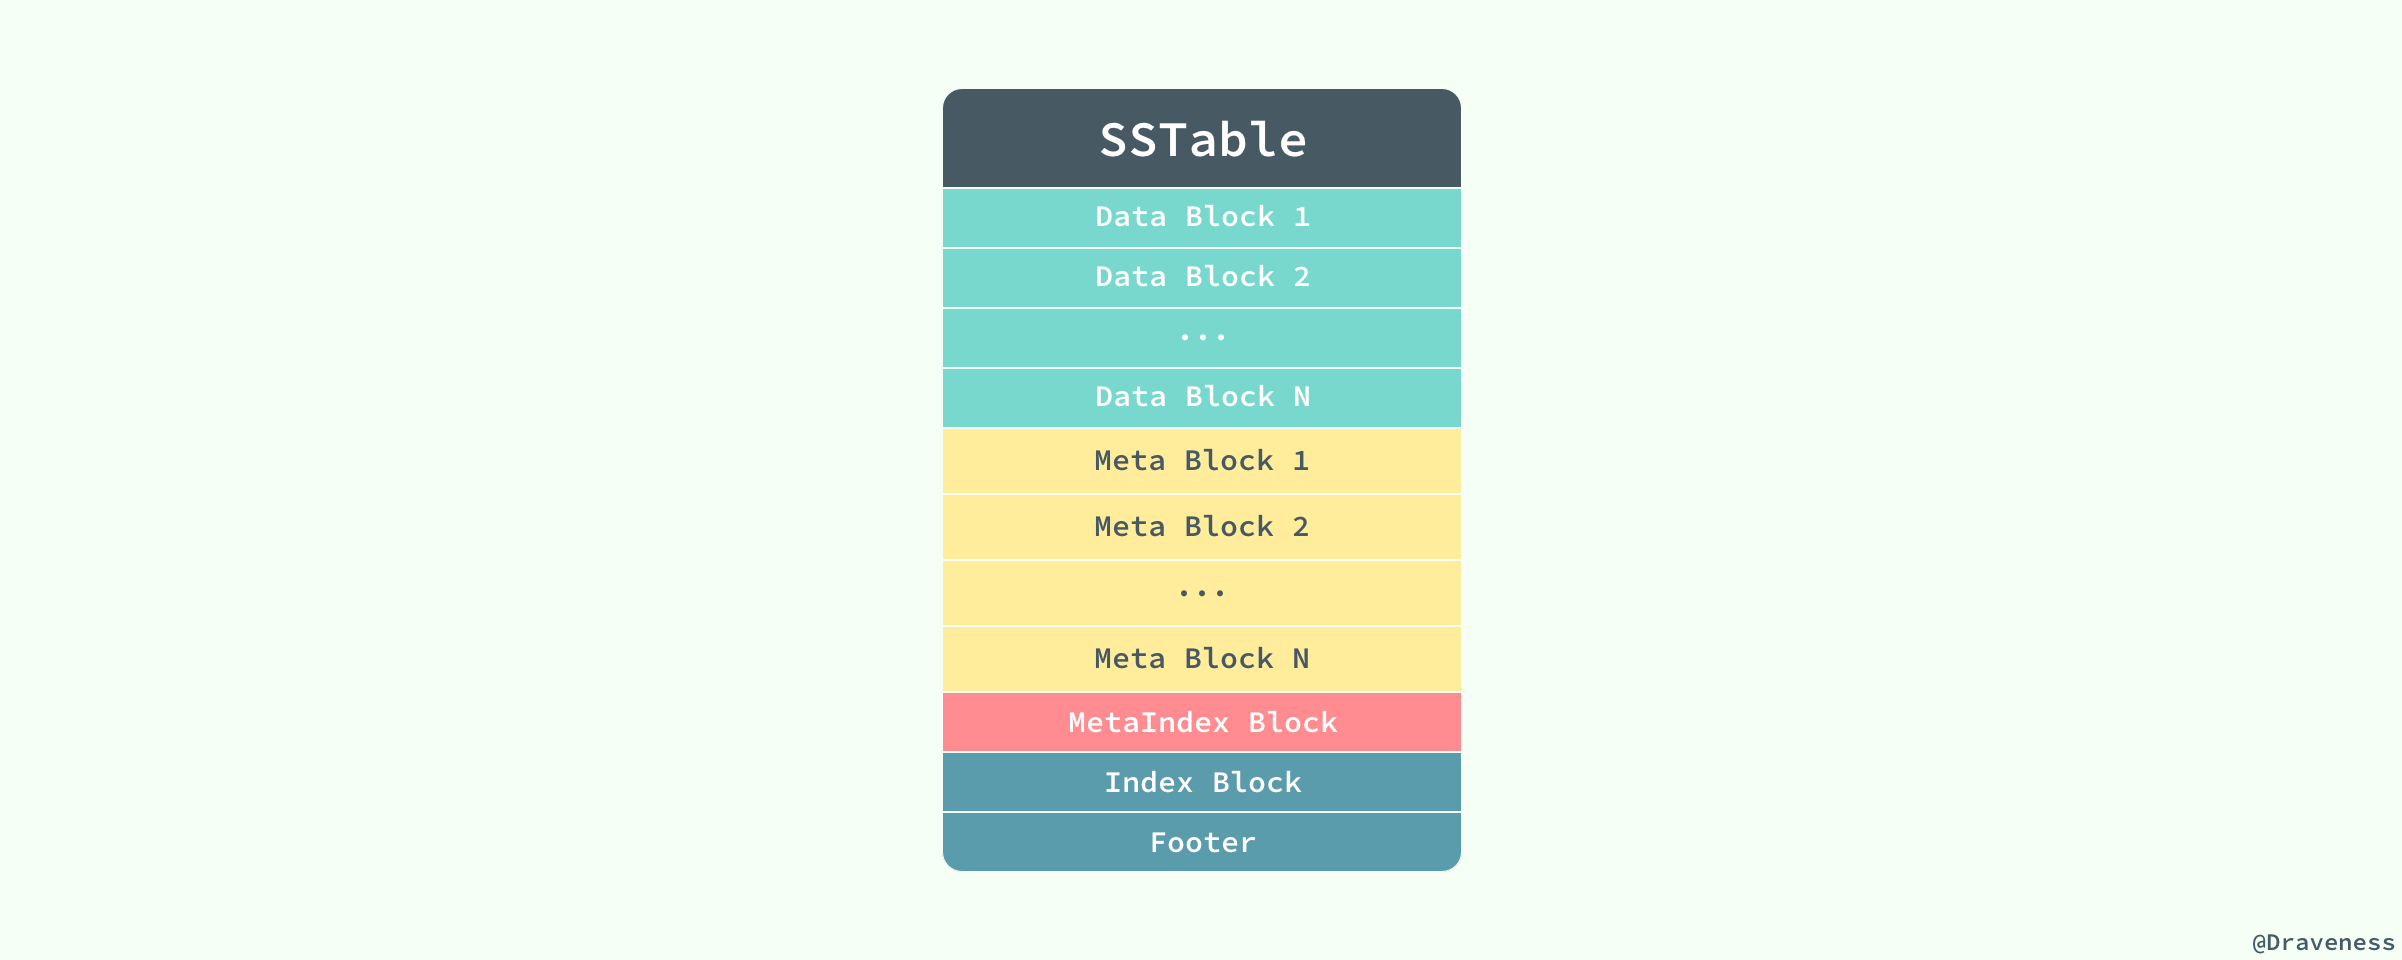 SSTable
Data Block 1
Data Block 2
...
Data Block N
Meta Block 1
Meta Block 2
...
Meta Block N
MetaIndex Block
Index Block
Footer
@Draveness